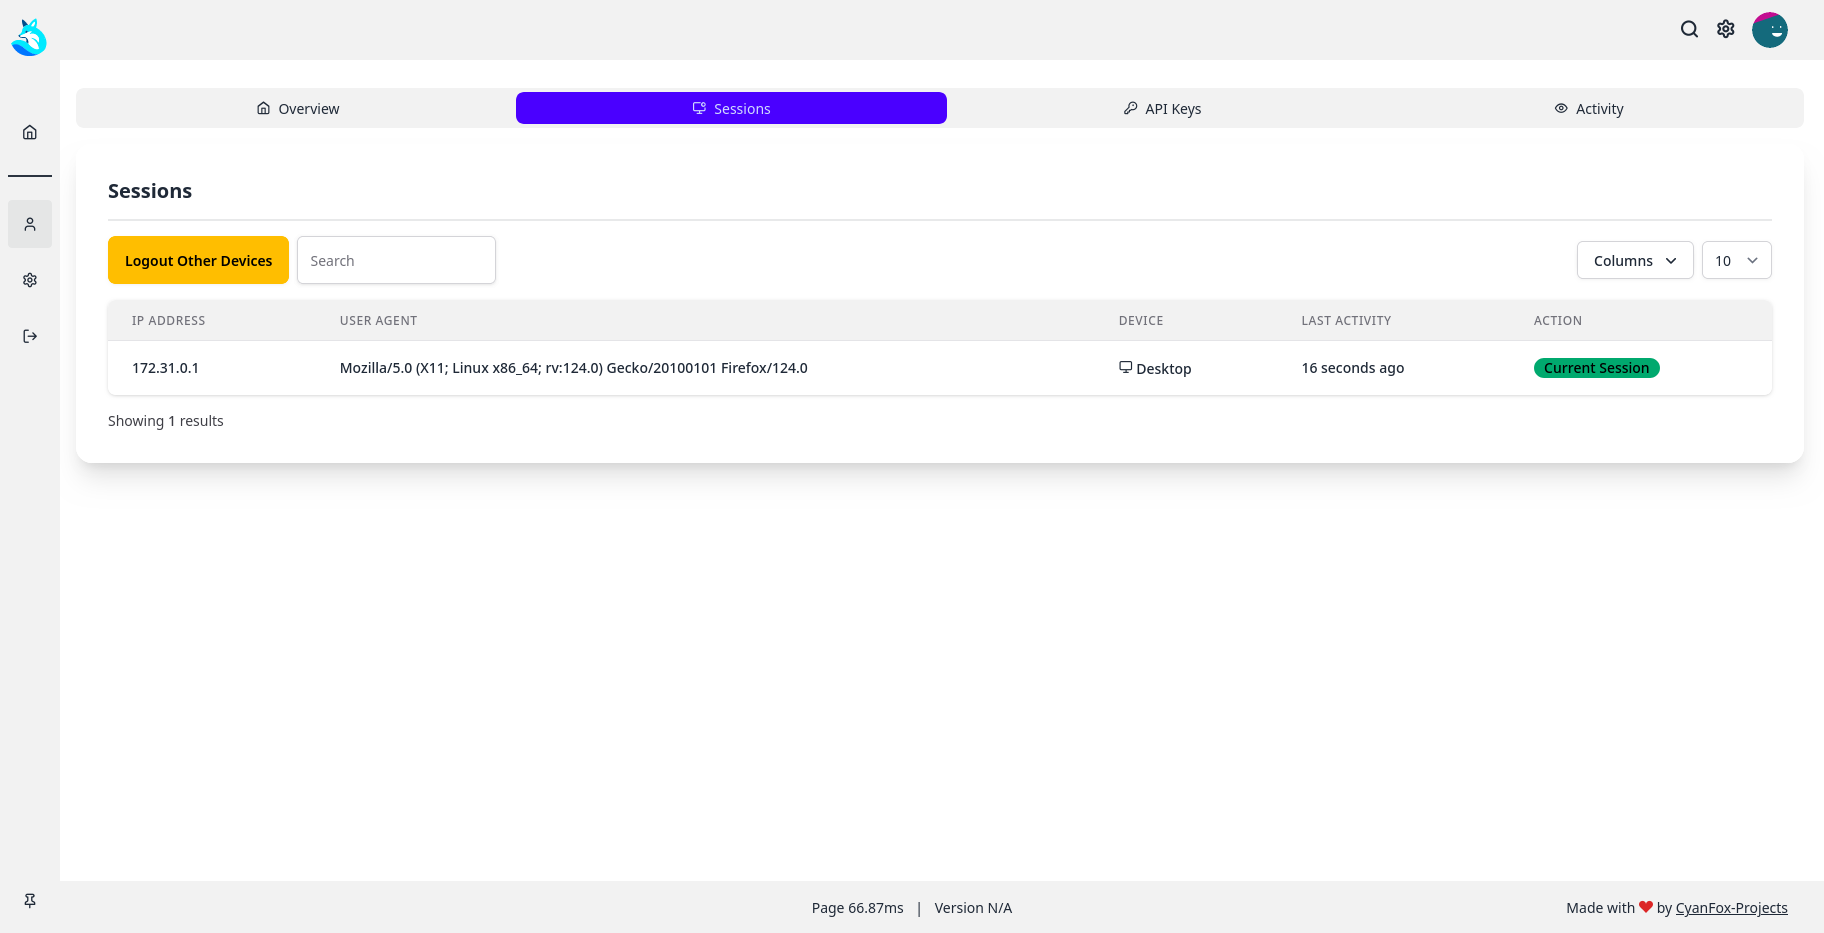 Overview Sessions API Keys Activity
Sessions
Logout Other Devices Search Columns 10
IP ADDRESS USER AGENT DEVICE LAST ACTIVITY ACTION
172.31.0.1 Mozilla/5.0 (X11; Linux x86_64; rv:124.0) Gecko/20100101 Firefox/124.0 Desktop 16 seconds ago Current Session
Showing 1 results
Page 66.87ms | Version N/A Made with ❤ by CyanFox-Projects